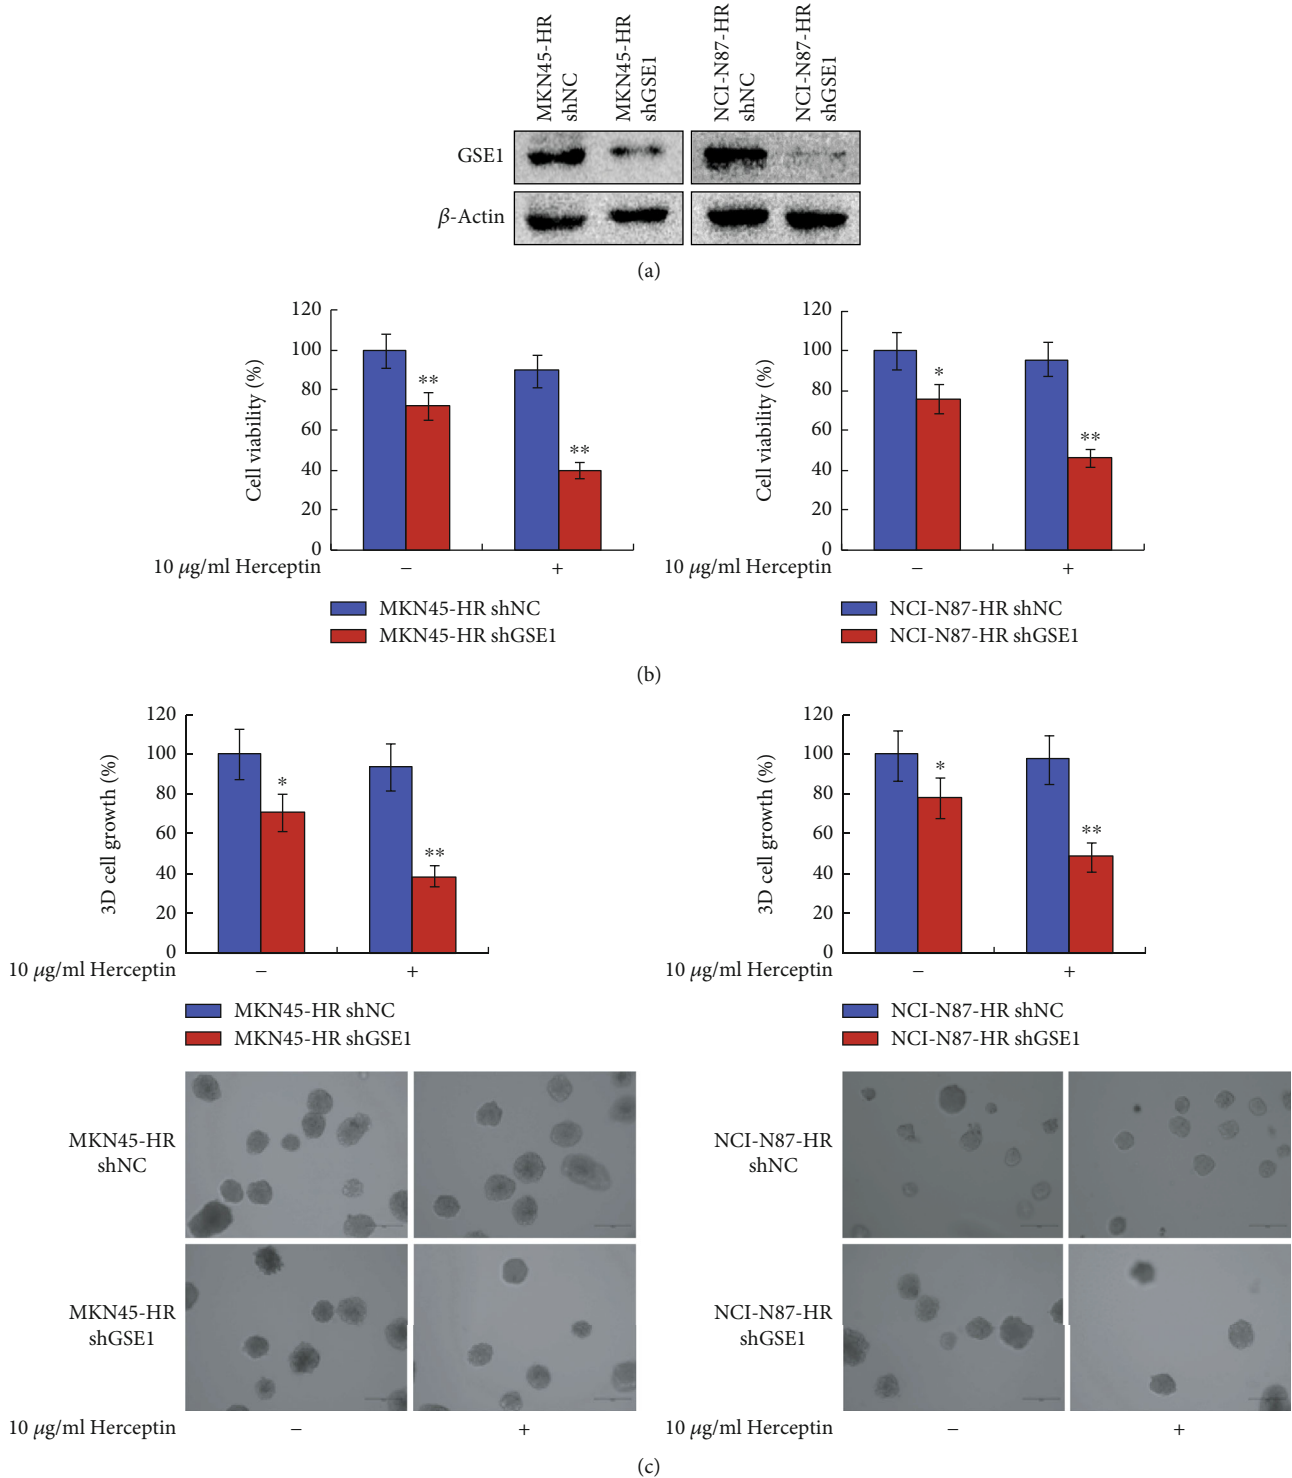 MKN45-HR
shNC
MKN45-HR
shGSE1
NCI-N87-HR
shNC
NCI-N87-HR
shGSE1
GSE1
β-Actin
(a)
120
100
80
60
40
20
0
Cell viability (%)
**
**
10 μg/ml Herceptin
−
+
MKN45-HR shNC
MKN45-HR shGSE1
120
100
80
60
40
20
0
Cell viability (%)
*
**
10 μg/ml Herceptin
−
+
NCI-N87-HR shNC
NCI-N87-HR shGSE1
(b)
120
100
80
60
40
20
0
3D cell growth (%)
*
**
10 μg/ml Herceptin
−
+
MKN45-HR shNC
MKN45-HR shGSE1
120
100
80
60
40
20
0
3D cell growth (%)
*
**
10 μg/ml Herceptin
−
+
NCI-N87-HR shNC
NCI-N87-HR shGSE1
MKN45-HR
shNC
MKN45-HR
shGSE1
10 μg/ml Herceptin
−
+
NCI-N87-HR
shNC
NCI-N87-HR
shGSE1
10 μg/ml Herceptin
−
+
(c)